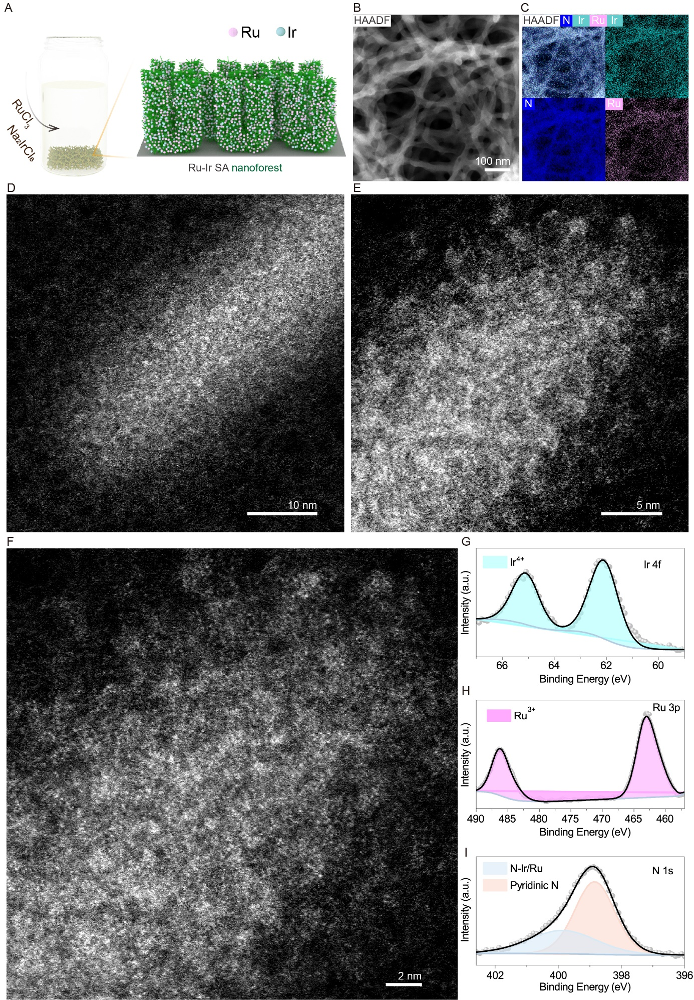 A
Ru
Ir
RuCl₃
Na₂IrCl₆
Ru-Ir SA nanoforest
B
HAADF
100 nm
C
HAADF N Ir Ru Ir
N
Ru
D
10 nm
E
5 nm
F
2 nm
G
Ir⁴⁺
Ir 4f
Intensity (a.u.)
66 64 62 60
Binding Energy (eV)
H
Ru³⁺
Ru 3p
Intensity (a.u.)
490 485 480 475 470 465 460
Binding Energy (eV)
I
N-Ir/Ru
Pyridinic N
N 1s
Intensity (a.u.)
402 400 398 396
Binding Energy (eV)